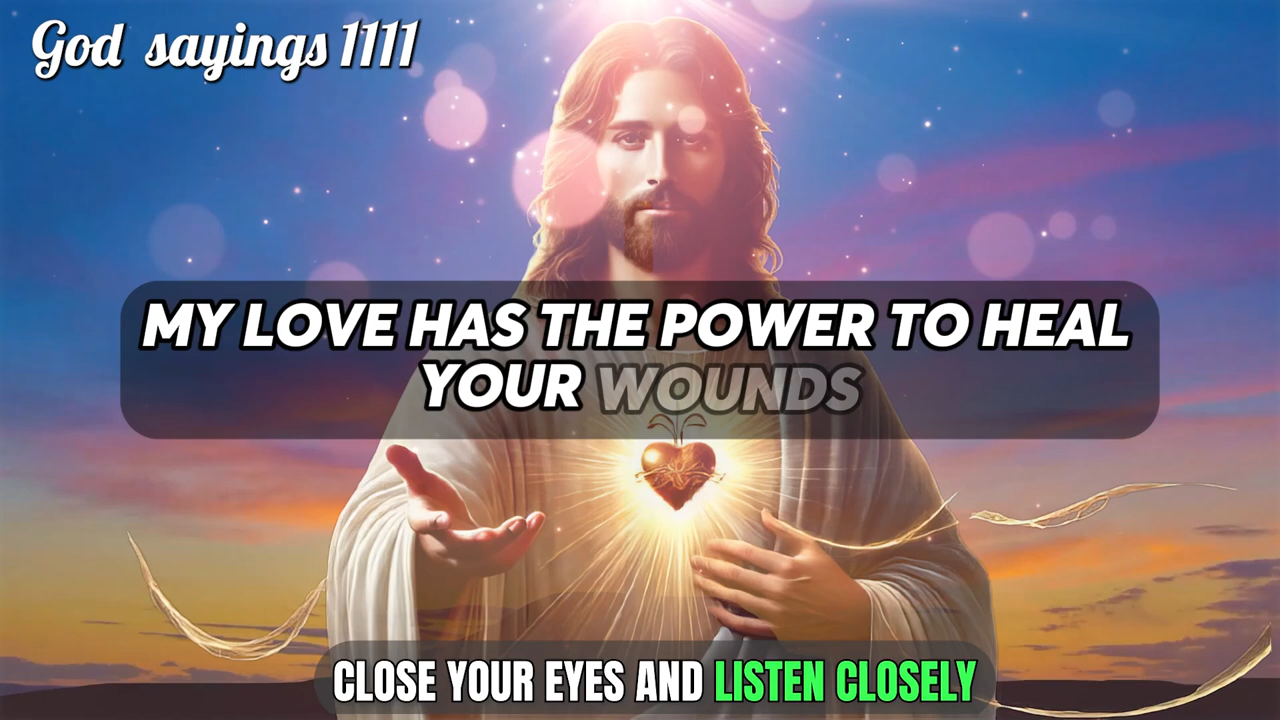 God sayings 1111
MY LOVE HAS THE POWER TO HEAL
YOUR WOUNDS
CLOSE YOUR EYES AND LISTEN CLOSELY